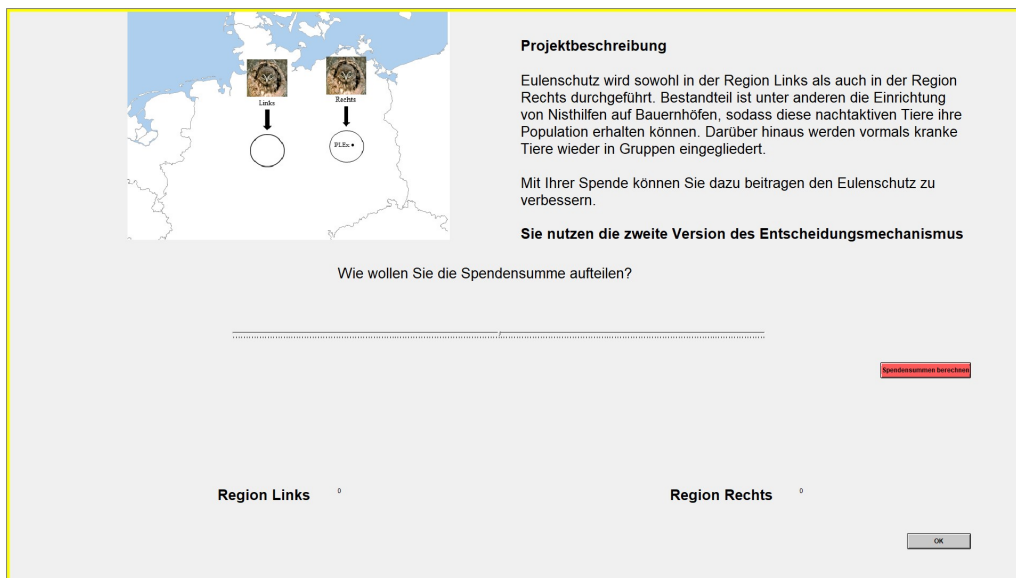 Links
Rechts
PLEx
Projektbeschreibung
Eulenschutz wird sowohl in der Region Links als auch in der Region
Rechts durchgeführt. Bestandteil ist unter anderen die Einrichtung
von Nisthilfen auf Bauernhöfen, sodass diese nachtaktiven Tiere ihre
Population erhalten können. Darüber hinaus werden vormals kranke
Tiere wieder in Gruppen eingegliedert.
Mit Ihrer Spende können Sie dazu beitragen den Eulenschutz zu
verbessern.
Sie nutzen die zweite Version des Entscheidungsmechanismus
Wie wollen Sie die Spendensumme aufteilen?
Spendensummen berechnen
Region Links 0
Region Rechts 0
OK